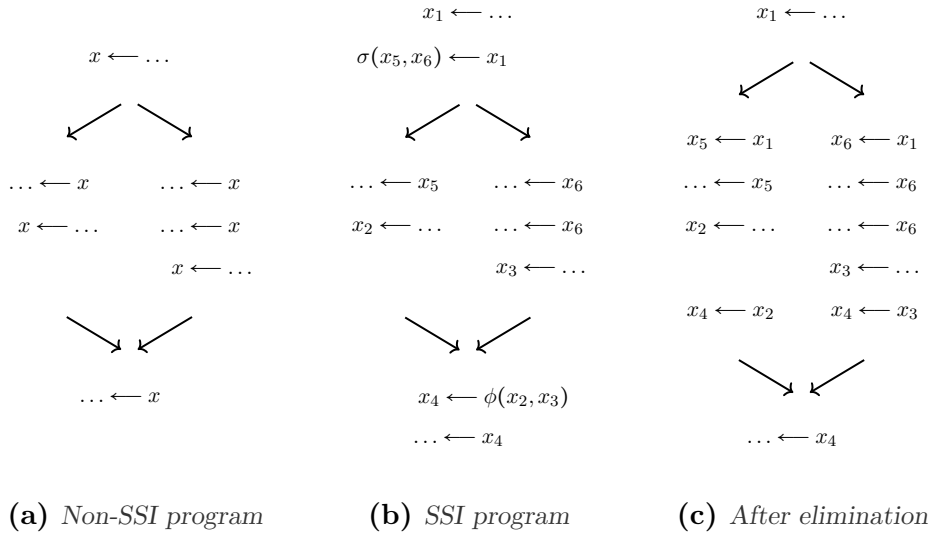 x ⟵ …
… ⟵ x
… ⟵ x
x ⟵ …
… ⟵ x
x ⟵ …
… ⟵ x
(a) Non-SSI program
x₁ ⟵ …
σ(x₅, x₆) ⟵ x₁
… ⟵ x₅
… ⟵ x₆
x₂ ⟵ …
… ⟵ x₆
x₃ ⟵ …
x₄ ⟵ ϕ(x₂, x₃)
… ⟵ x₄
(b) SSI program
x₁ ⟵ …
x₅ ⟵ x₁
x₆ ⟵ x₁
… ⟵ x₅
… ⟵ x₆
x₂ ⟵ …
… ⟵ x₆
x₃ ⟵ …
x₄ ⟵ x₂
x₄ ⟵ x₃
… ⟵ x₄
(c) After elimination